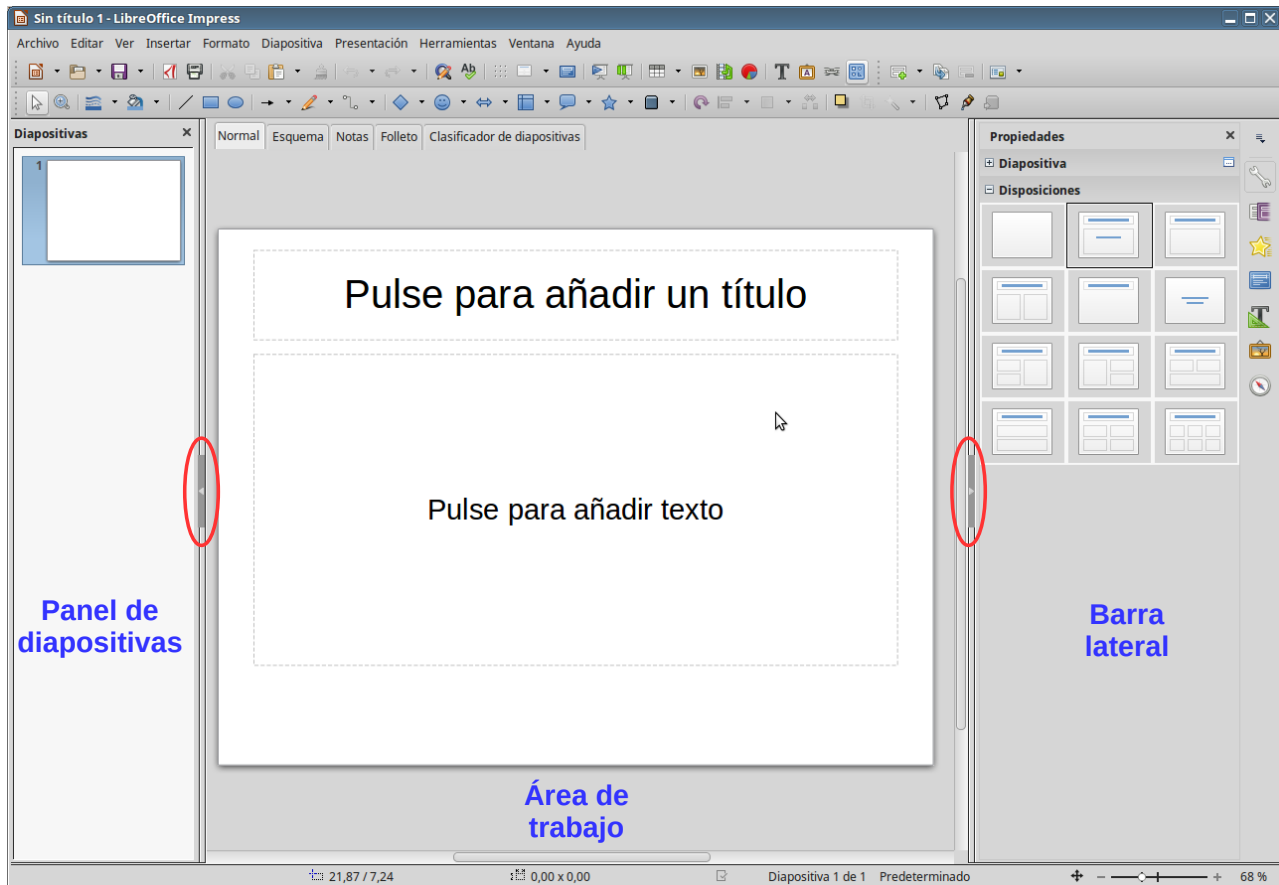 Sin título 1 - LibreOffice Impress
Archivo Editar Ver Insertar Formato Diapositiva Presentación Herramientas Ventana Ayuda
Diapositivas
Normal Esquema Notas Folleto Clasificador de diapositivas
Propiedades
Diapositiva
Disposiciones
1
Pulse para añadir un título
Pulse para añadir texto
Panel de
diapositivas
Barra
lateral
Área de
trabajo
21,87 / 7,24 0,00 x 0,00 Diapositiva 1 de 1 Predeterminado 68 %